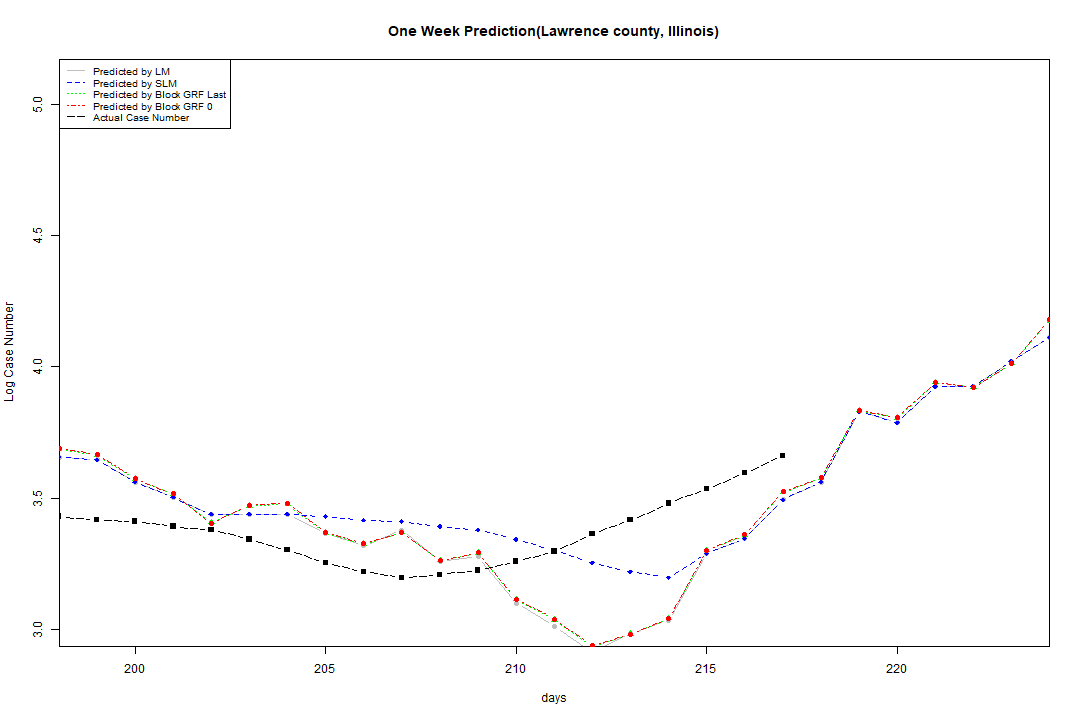 One Week Prediction(Lawrence county, Illinois)
Predicted by LM
Predicted by SLM
Predicted by Block GRF Last
Predicted by Block GRF 0
Actual Case Number
5.0
4.5
4.0
3.5
3.0
Log Case Number
200 205 210 215 220
days